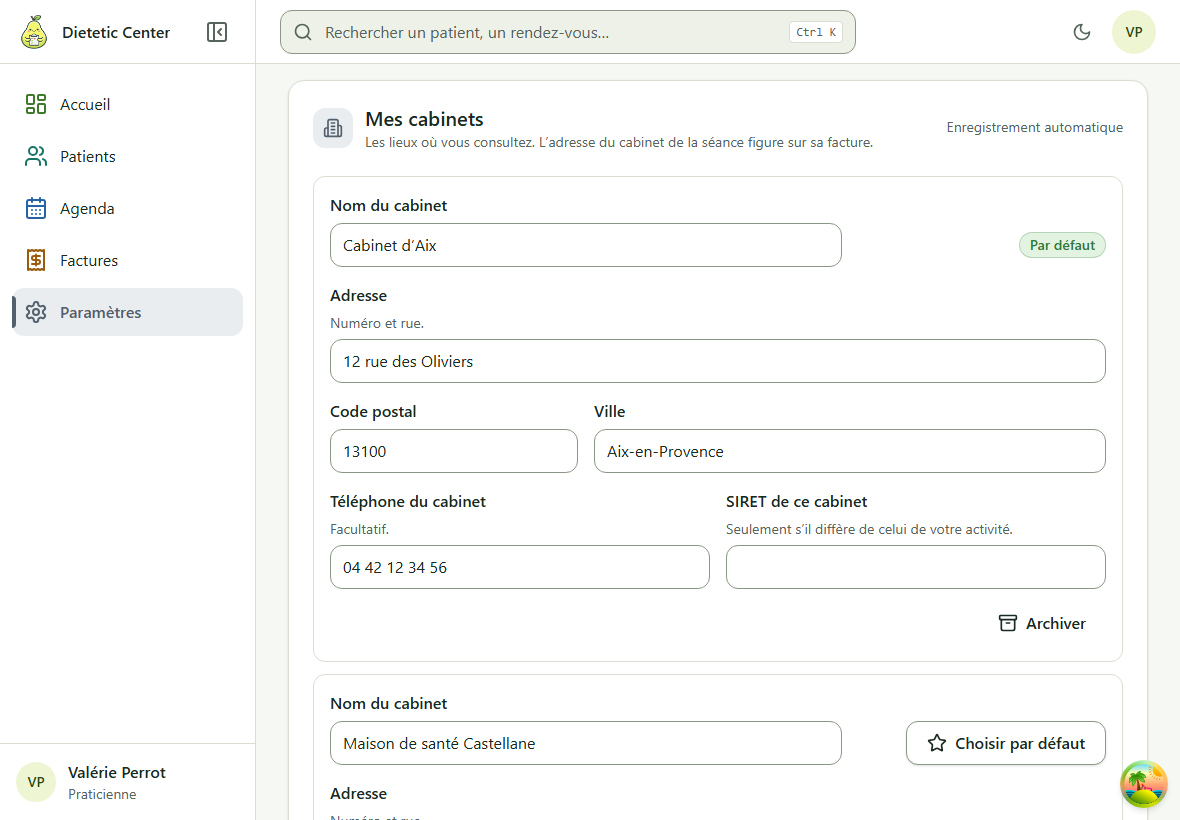 Dietetic Center
Rechercher un patient, un rendez-vous...
Ctrl K
VP
Accueil
Patients
Agenda
Factures
Paramètres
Mes cabinets
Les lieux où vous consultez. L’adresse du cabinet de la séance figure sur sa facture.
Enregistrement automatique
Nom du cabinet
Cabinet d’Aix
Par défaut
Adresse
Numéro et rue.
12 rue des Oliviers
Code postal
Ville
13100
Aix-en-Provence
Téléphone du cabinet
SIRET de ce cabinet
Facultatif.
Seulement s’il diffère de celui de votre activité.
04 42 12 34 56
Archiver
Nom du cabinet
Maison de santé Castellane
Choisir par défaut
Adresse
Numéro et rue.
VP
Valérie Perrot
Praticienne